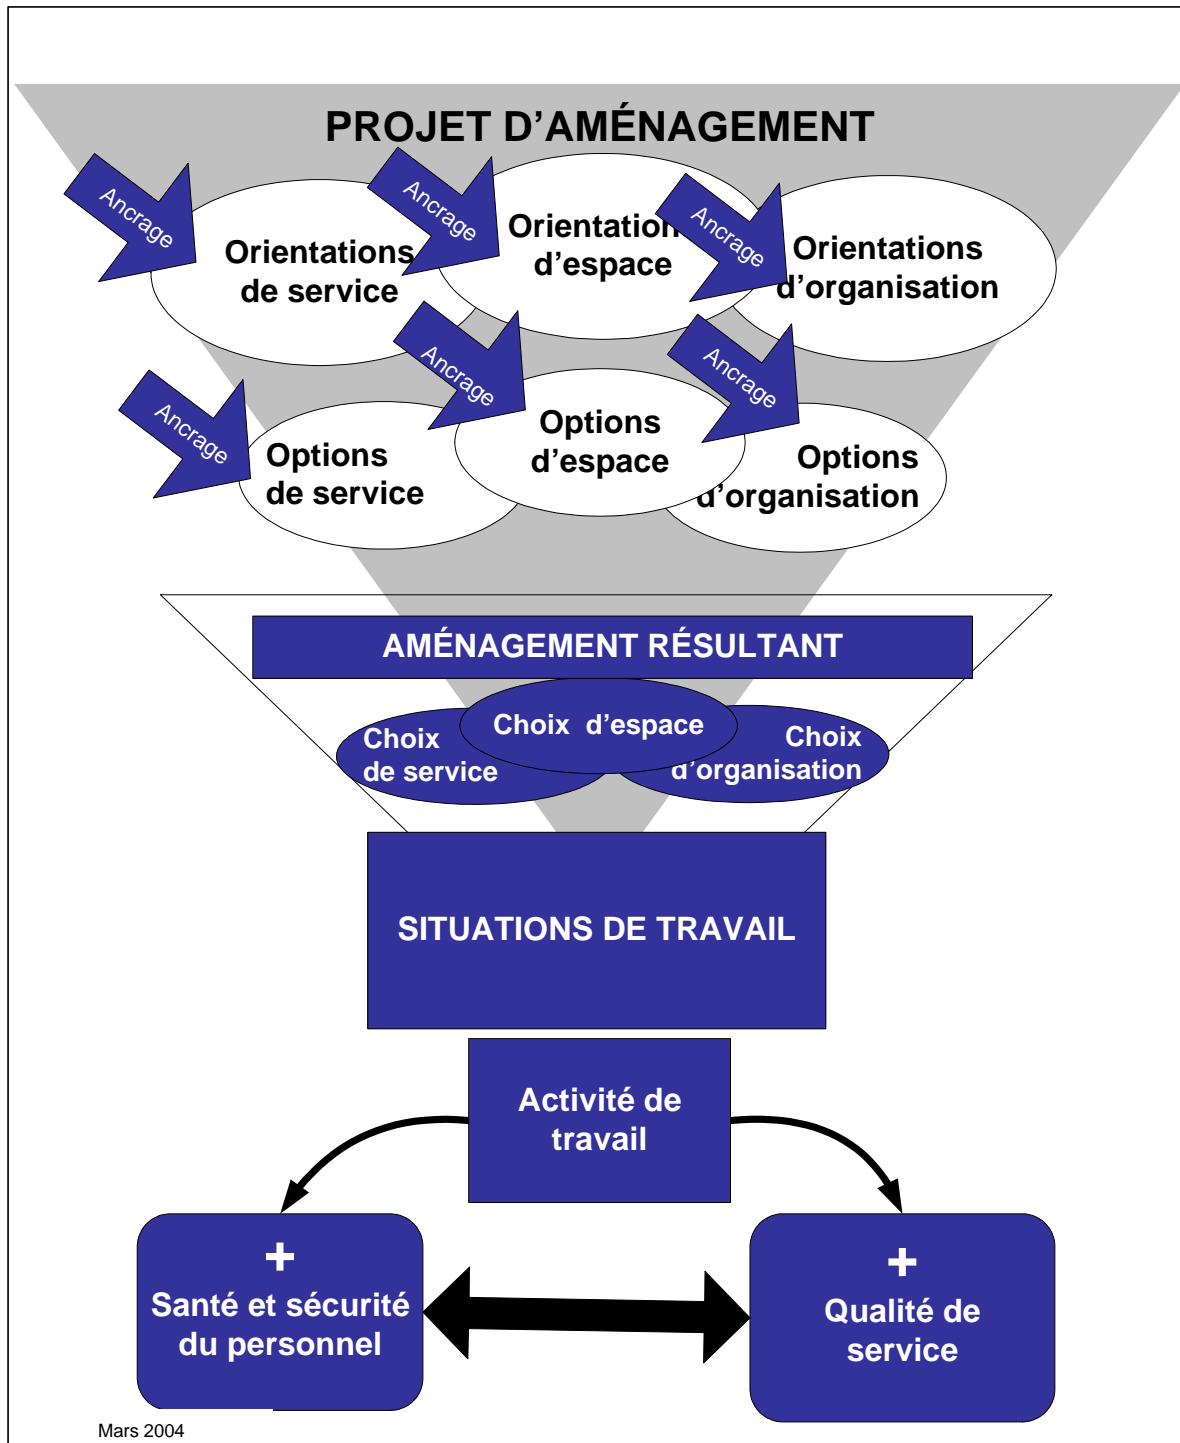 PROJET D’AMÉNAGEMENT
Ancrage
Ancrage
Ancrage
Orientations
de service
Orientation
d’espace
Orientations
d’organisation
Ancrage
Ancrage
Ancrage
Options
de service
Options
d’espace
Options
d’organisation
AMÉNAGEMENT RÉSULTANT
Choix
de service
Choix d’espace
Choix
d’organisation
SITUATIONS DE TRAVAIL
Activité de
travail
+
Santé et sécurité
du personnel
+
Qualité de
service
Mars 2004